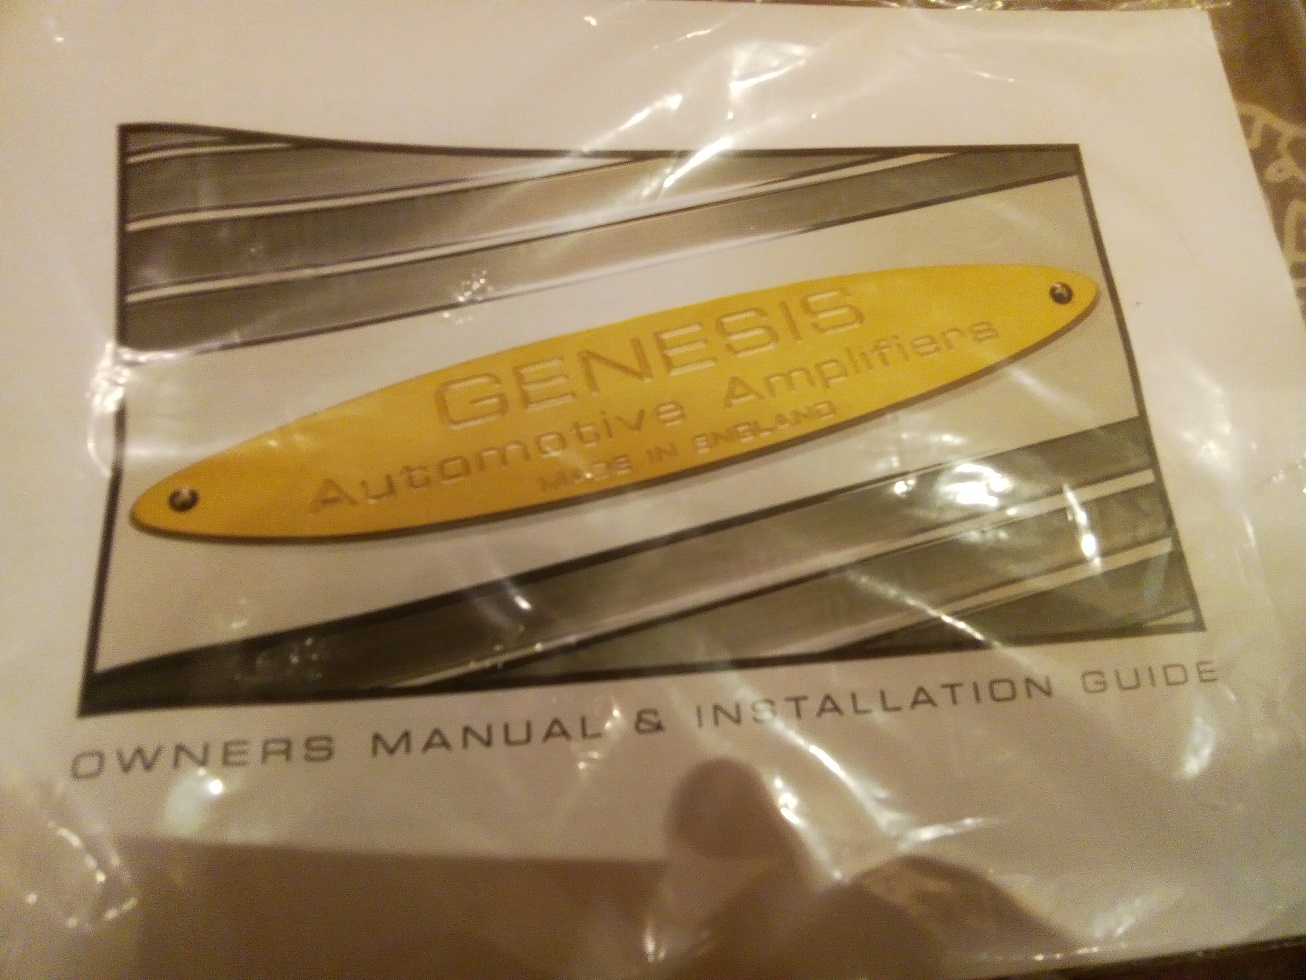 GENESIS
Automotive Amplifiers
MADE IN ENGLAND
OWNERS MANUAL & INSTALLATION GUIDE